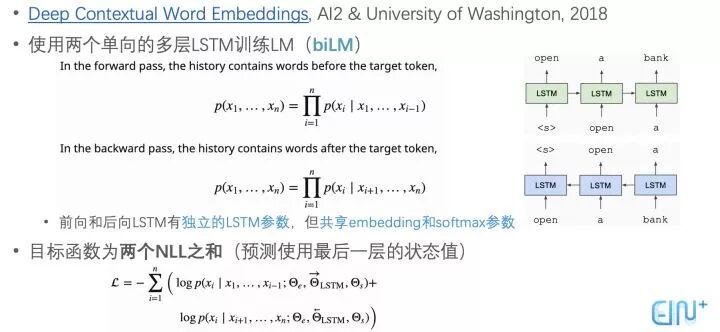 • Deep Contextual Word Embeddings, AI2 & University of Washington, 2018
• 使用两个单向的多层LSTM训练LM（biLM）
In the forward pass, the history contains words before the target token,
p(x₁, …, xₙ) = ∏ᵢ₌₁ⁿ p(xᵢ | x₁, …, xᵢ₋₁)
In the backward pass, the history contains words after the target token,
p(x₁, …, xₙ) = ∏ᵢ₌₁ⁿ p(xᵢ | xᵢ₊₁, …, xₙ)
• 前向和后向LSTM有独立的LSTM参数，但共享embedding和softmax参数
• 目标函数为两个NLL之和（预测使用最后一层的状态值）
𝓛 = − ∑ᵢ₌₁ⁿ ( log p(xᵢ | x₁, …, xᵢ₋₁; Θₑ, Θ⃗_LSTM, Θₛ)+
log p(xᵢ | xᵢ₊₁, …, xₙ; Θₑ, Θ⃖_LSTM, Θₛ) )
open a bank
LSTM LSTM LSTM
<s> open a
<s> open a
LSTM LSTM LSTM
open a bank